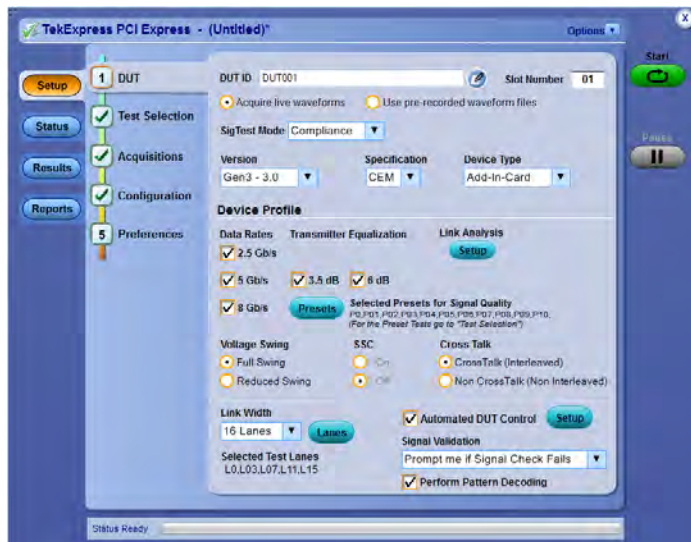 TekExpress PCI Express - (Untitled)*
Options
X
Start
Pause
Setup
Status
Results
Reports
1 DUT
Test Selection
Acquisitions
Configuration
5 Preferences
DUT ID DUT001
Slot Number 01
Acquire live waveforms Use pre-recorded waveform files
SigTest Mode Compliance
Version Specification Device Type
Gen3 - 3.0 CEM Add-In-Card
Device Profile
Data Rates Transmitter Equalization Link Analysis
2.5 Gb/s Setup
5 Gb/s 3.5 dB 6 dB
8 Gb/s Presets
Selected Presets for Signal Quality
P0,P01,P02,P03,P04,P05,P06,P07,P08,P09,P10,
(For the Preset Tests go to "Test Selection")
Voltage Swing SSC Cross Talk
Full Swing On CrossTalk (Interleaved)
Reduced Swing Off Non CrossTalk (Non Interleaved)
Link Width
16 Lanes Lanes
Selected Test Lanes
L0,L03,L07,L11,L15
Automated DUT Control Setup
Signal Validation
Prompt me if Signal Check Fails
Perform Pattern Decoding
Status Ready